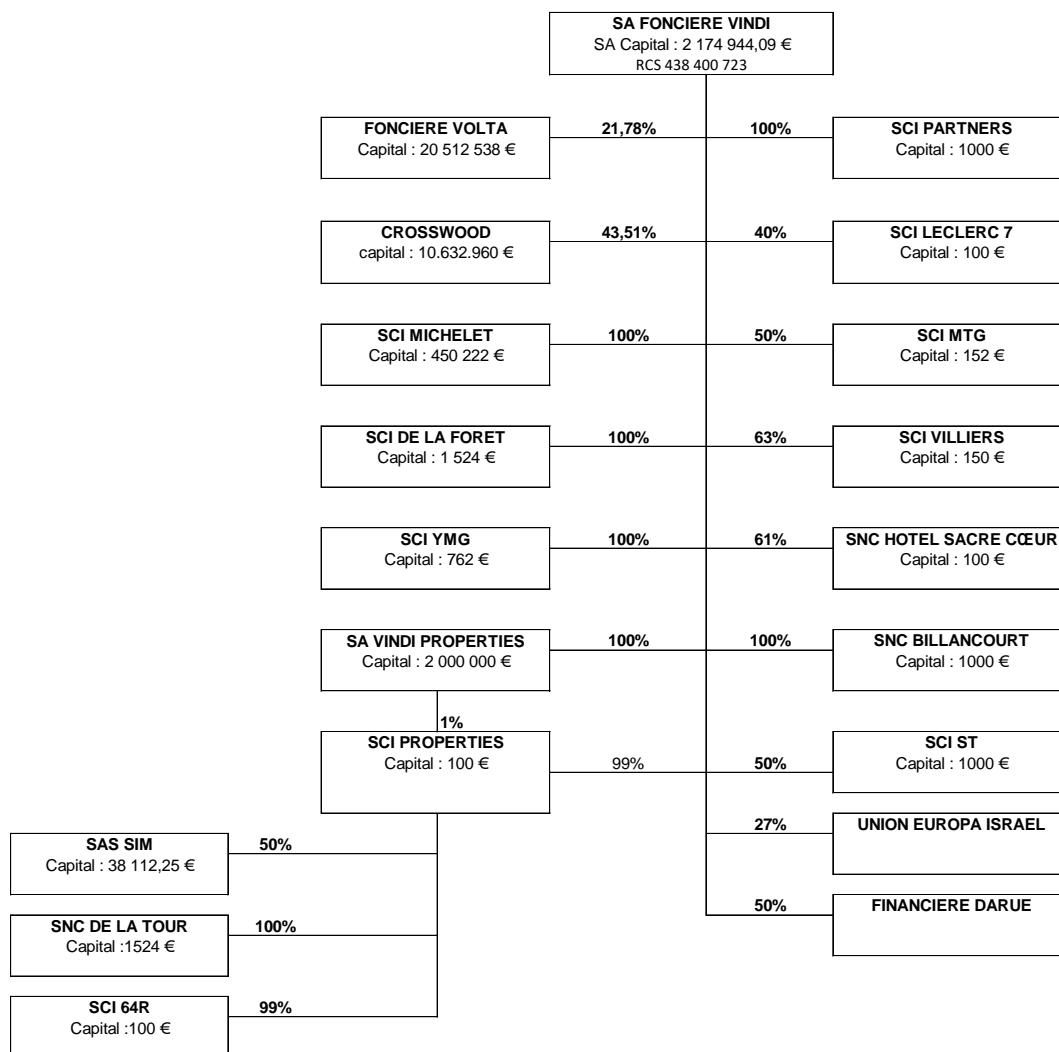 SA FONCIERE VINDI
SA Capital : 2 174 944,09 €
RCS 438 400 723
FONCIERE VOLTA
Capital : 20 512 538 €
21,78%
100%
SCI PARTNERS
Capital : 1000 €
CROSSWOOD
capital : 10.632.960 €
43,51%
40%
SCI LECLERC 7
Capital : 100 €
SCI MICHELET
Capital : 450 222 €
100%
50%
SCI MTG
Capital : 152 €
SCI DE LA FORET
Capital : 1 524 €
100%
63%
SCI VILLIERS
Capital : 150 €
SCI YMG
Capital : 762 €
100%
61%
SNC HOTEL SACRE CŒUR
Capital : 100 €
SA VINDI PROPERTIES
Capital : 2 000 000 €
100%
100%
SNC BILLANCOURT
Capital : 1000 €
1%
SCI PROPERTIES
Capital : 100 €
99%
50%
SCI ST
Capital : 1000 €
27%
UNION EUROPA ISRAEL
SAS SIM
Capital : 38 112,25 €
50%
50%
FINANCIERE DARUE
SNC DE LA TOUR
Capital :1524 €
100%
SCI 64R
Capital :100 €
99%